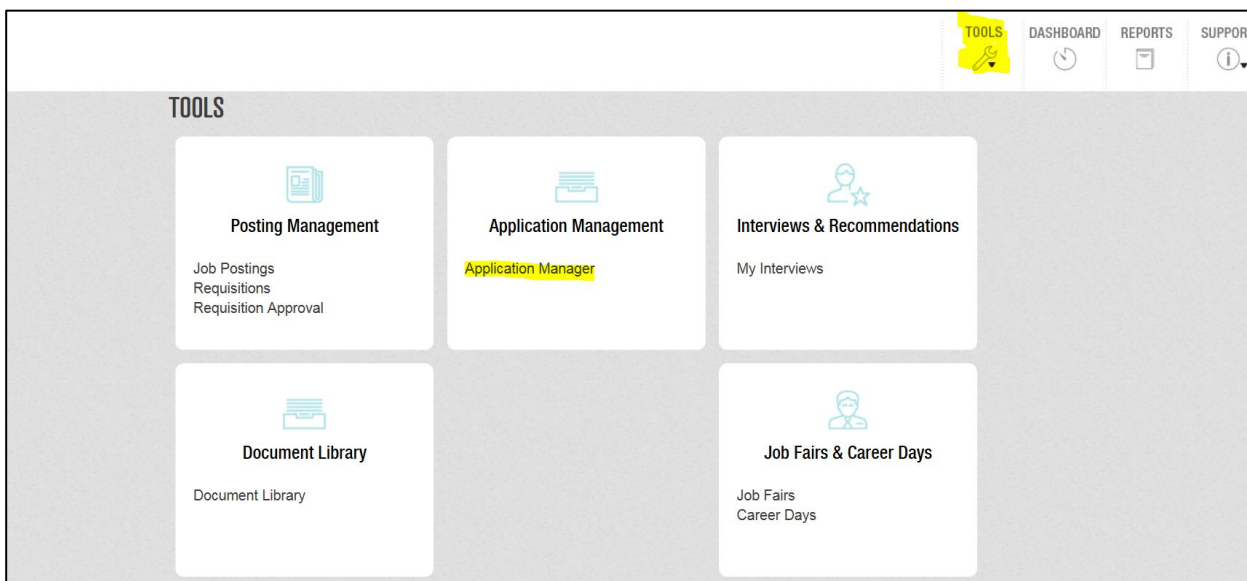 TOOLS
DASHBOARD
REPORTS
SUPPOR
TOOLS
Posting Management
Job Postings
Requisitions
Requisition Approval
Application Management
Application Manager
Interviews & Recommendations
My Interviews
Document Library
Document Library
Job Fairs & Career Days
Job Fairs
Career Days